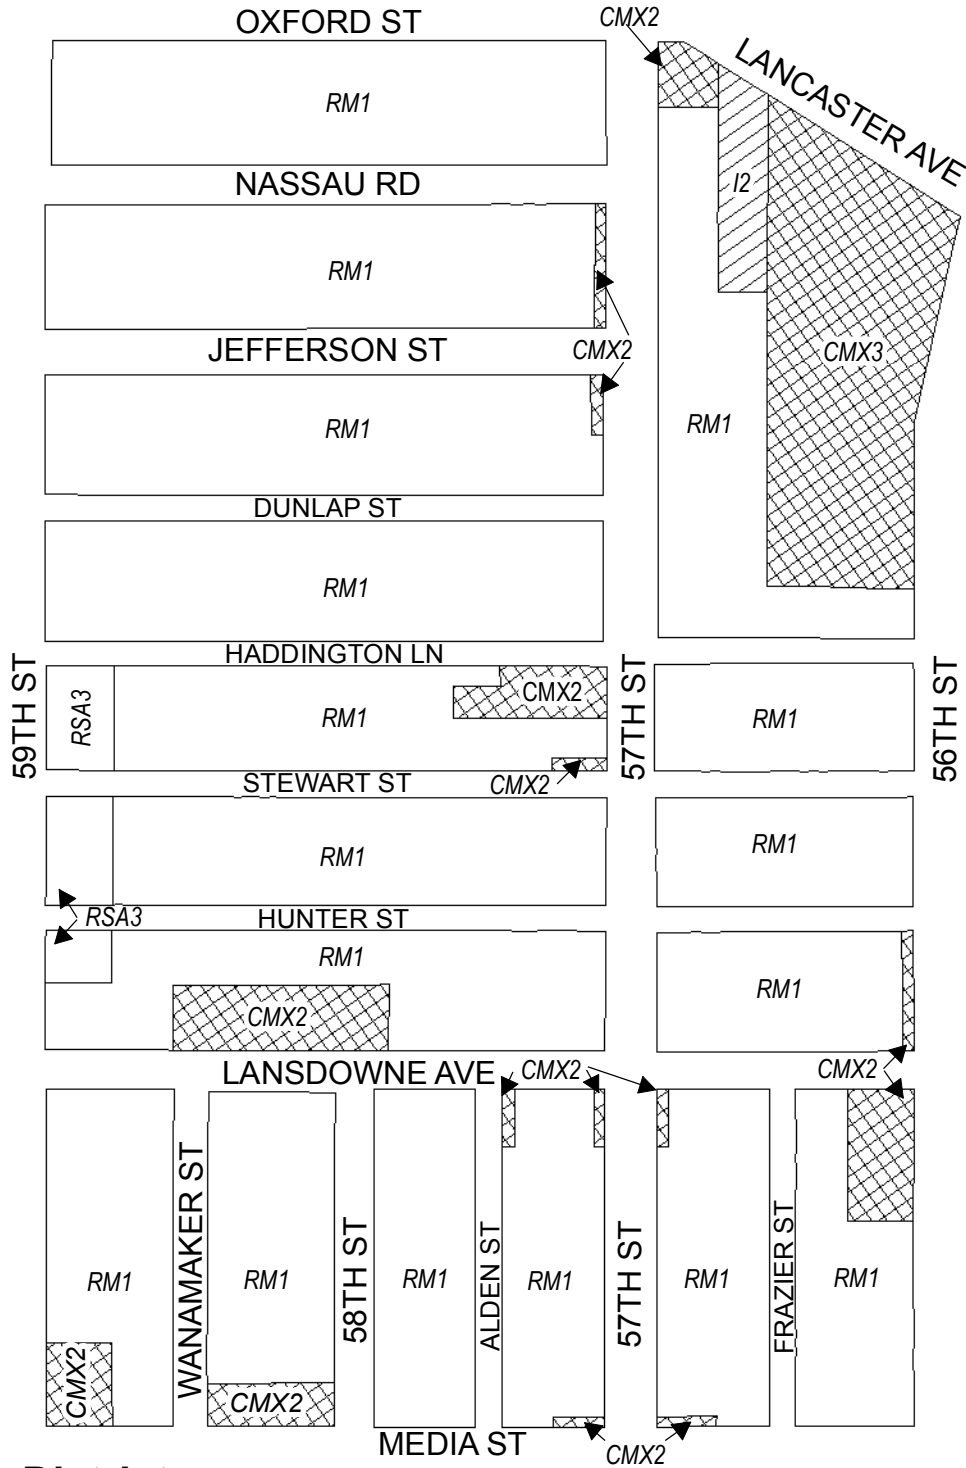 OXFORD ST
CMX2
LANCASTER AVE
RM1
NASSAU RD
I2
RM1
JEFFERSON ST
CMX2
CMX3
RM1
RM1
DUNLAP ST
RM1
HADDINGTON LN
59TH ST
RSA3
RM1
CMX2
57TH ST
RM1
56TH ST
STEWART ST
CMX2
RM1
RM1
RSA3
HUNTER ST
RM1
CMX2
RM1
LANSDOWNE AVE
CMX2
CMX2
WANAMAKER ST
58TH ST
ALDEN ST
57TH ST
FRAZIER ST
RM1
RM1
RM1
RM1
RM1
RM1
CMX2
CMX2
MEDIA ST
CMX2